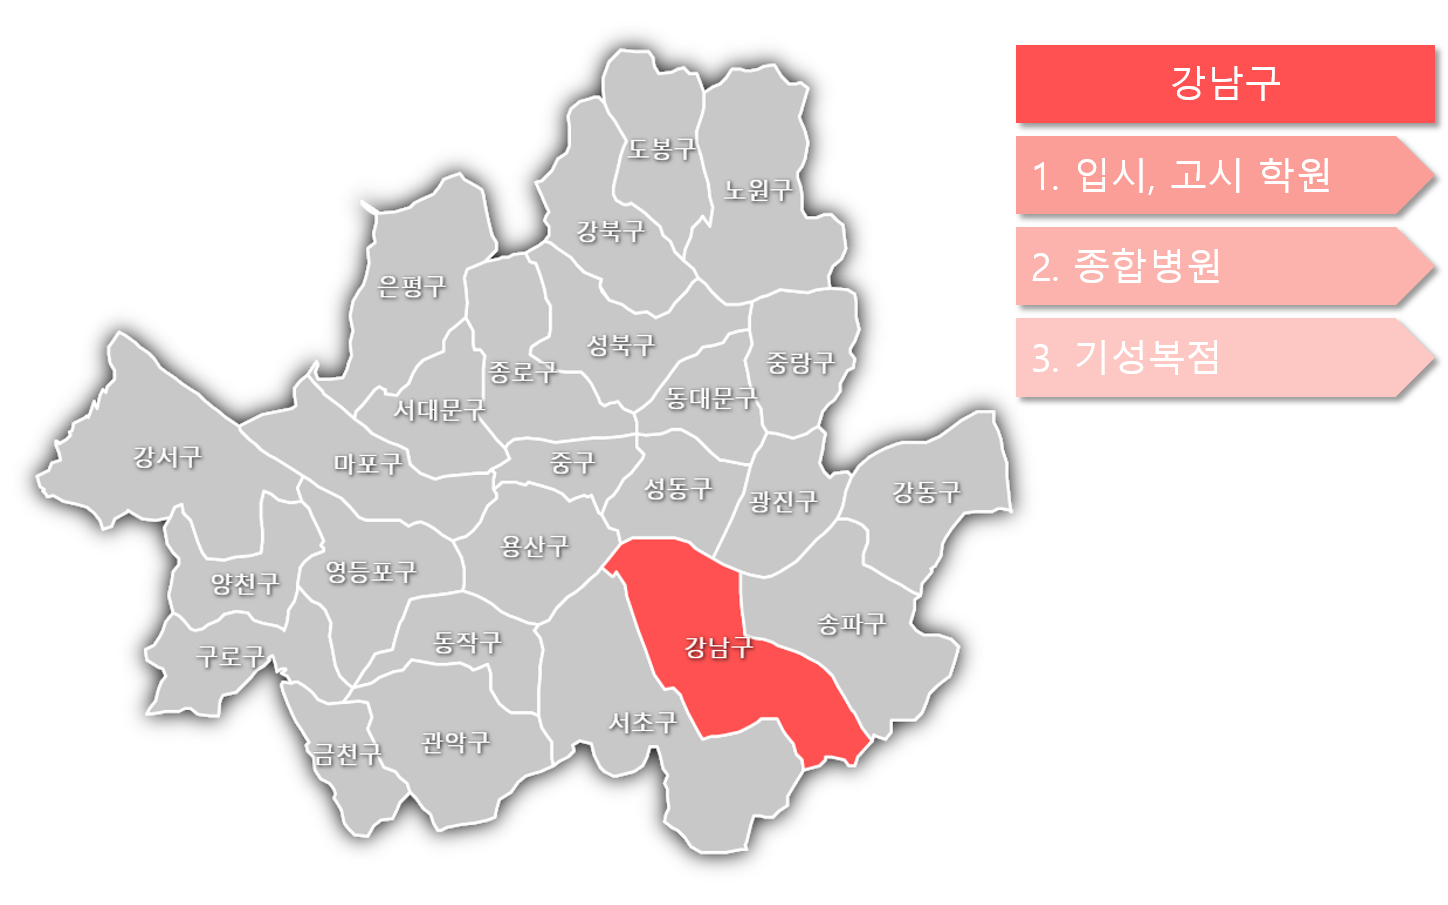 강남구
1. 입시, 고시 학원
2. 종합병원
3. 기성복점
도봉구
노원구
강북구
은평구
성북구
중랑구
종로구
동대문구
서대문구
강서구
마포구
중구
성동구
광진구
강동구
용산구
영등포구
양천구
송파구
동작구
강남구
구로구
서초구
관악구
금천구